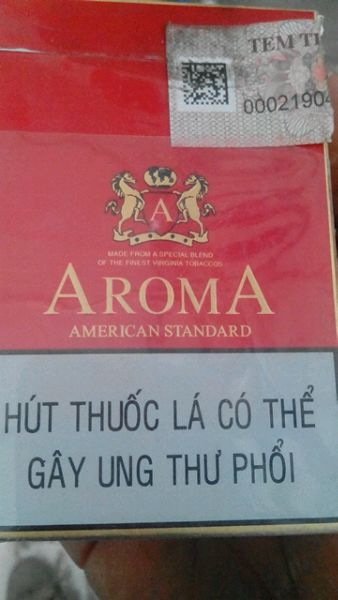 TEM
00021904
A
MADE FROM A SPECIAL BLEND
OF THE FINEST VIRGINIA TOBACCOS
AROMA
AMERICAN STANDARD
HÚT THUỐC LÁ CÓ THỂ
GÂY UNG THƯ PHỔI